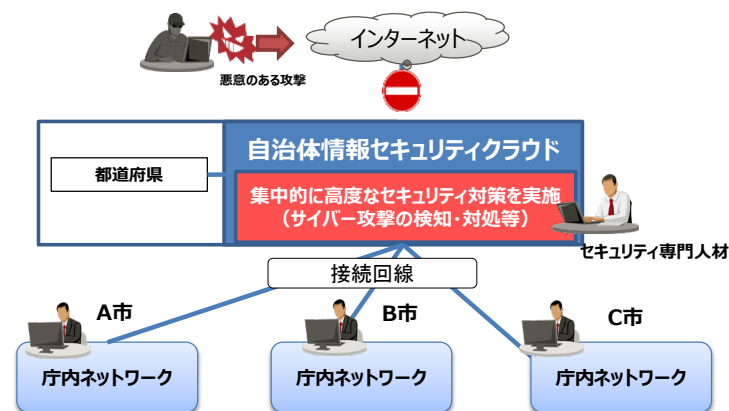 インターネット
悪意のある攻撃
自治体情報セキュリティクラウド
都道府県
集中的に高度なセキュリティ対策を実施
（サイバー攻撃の検知・対処等）
セキュリティ専門人材
接続回線
A市
B市
C市
庁内ネットワーク
庁内ネットワーク
庁内ネットワーク